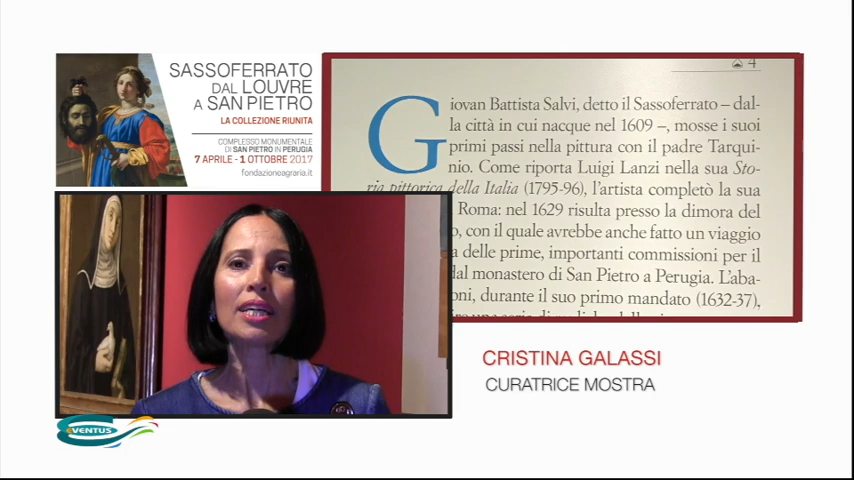 SASSOFERRATO
DAL LOUVRE
A SAN PIETRO
LA COLLEZIONE RIUNITA
COMPLESSO MONUMENTALE
DI SAN PIETRO IN PERUGIA
7 APRILE - 1 OTTOBRE 2017
fondazioneagraria.it
4
Giovan Battista Salvi, detto il Sassoferrato – dal-
la città in cui nacque nel 1609 –, mosse i suoi
primi passi nella pittura con il padre Tarqui-
nio. Come riporta Luigi Lanzi nella sua Sto-
ria pittorica della Italia (1795-96), l'artista completò la sua
Roma: nel 1629 risulta presso la dimora del
o, con il quale avrebbe anche fatto un viaggio
a delle prime, importanti commissioni per il
dal monastero di San Pietro a Perugia. L'aba-
oni, durante il suo primo mandato (1632-37),
CRISTINA GALASSI
CURATRICE MOSTRA
EVENTUS